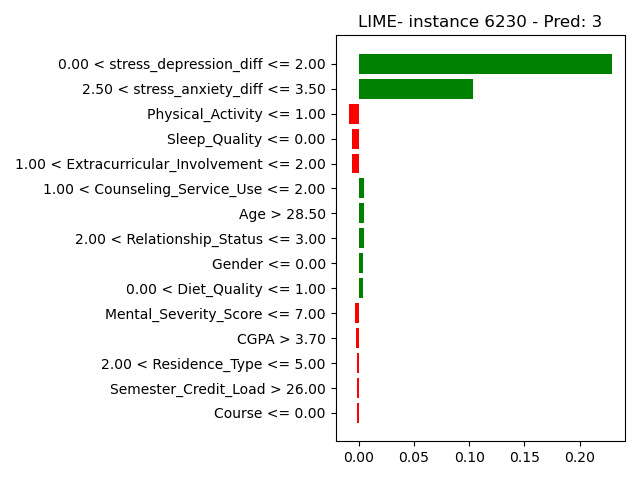 LIME- instance 6230 - Pred: 3
0.00 < stress_depression_diff <= 2.00
2.50 < stress_anxiety_diff <= 3.50
Physical_Activity <= 1.00
Sleep_Quality <= 0.00
1.00 < Extracurricular_Involvement <= 2.00
1.00 < Counseling_Service_Use <= 2.00
Age > 28.50
2.00 < Relationship_Status <= 3.00
Gender <= 0.00
0.00 < Diet_Quality <= 1.00
Mental_Severity_Score <= 7.00
CGPA > 3.70
2.00 < Residence_Type <= 5.00
Semester_Credit_Load > 26.00
Course <= 0.00
0.00 0.05 0.10 0.15 0.20